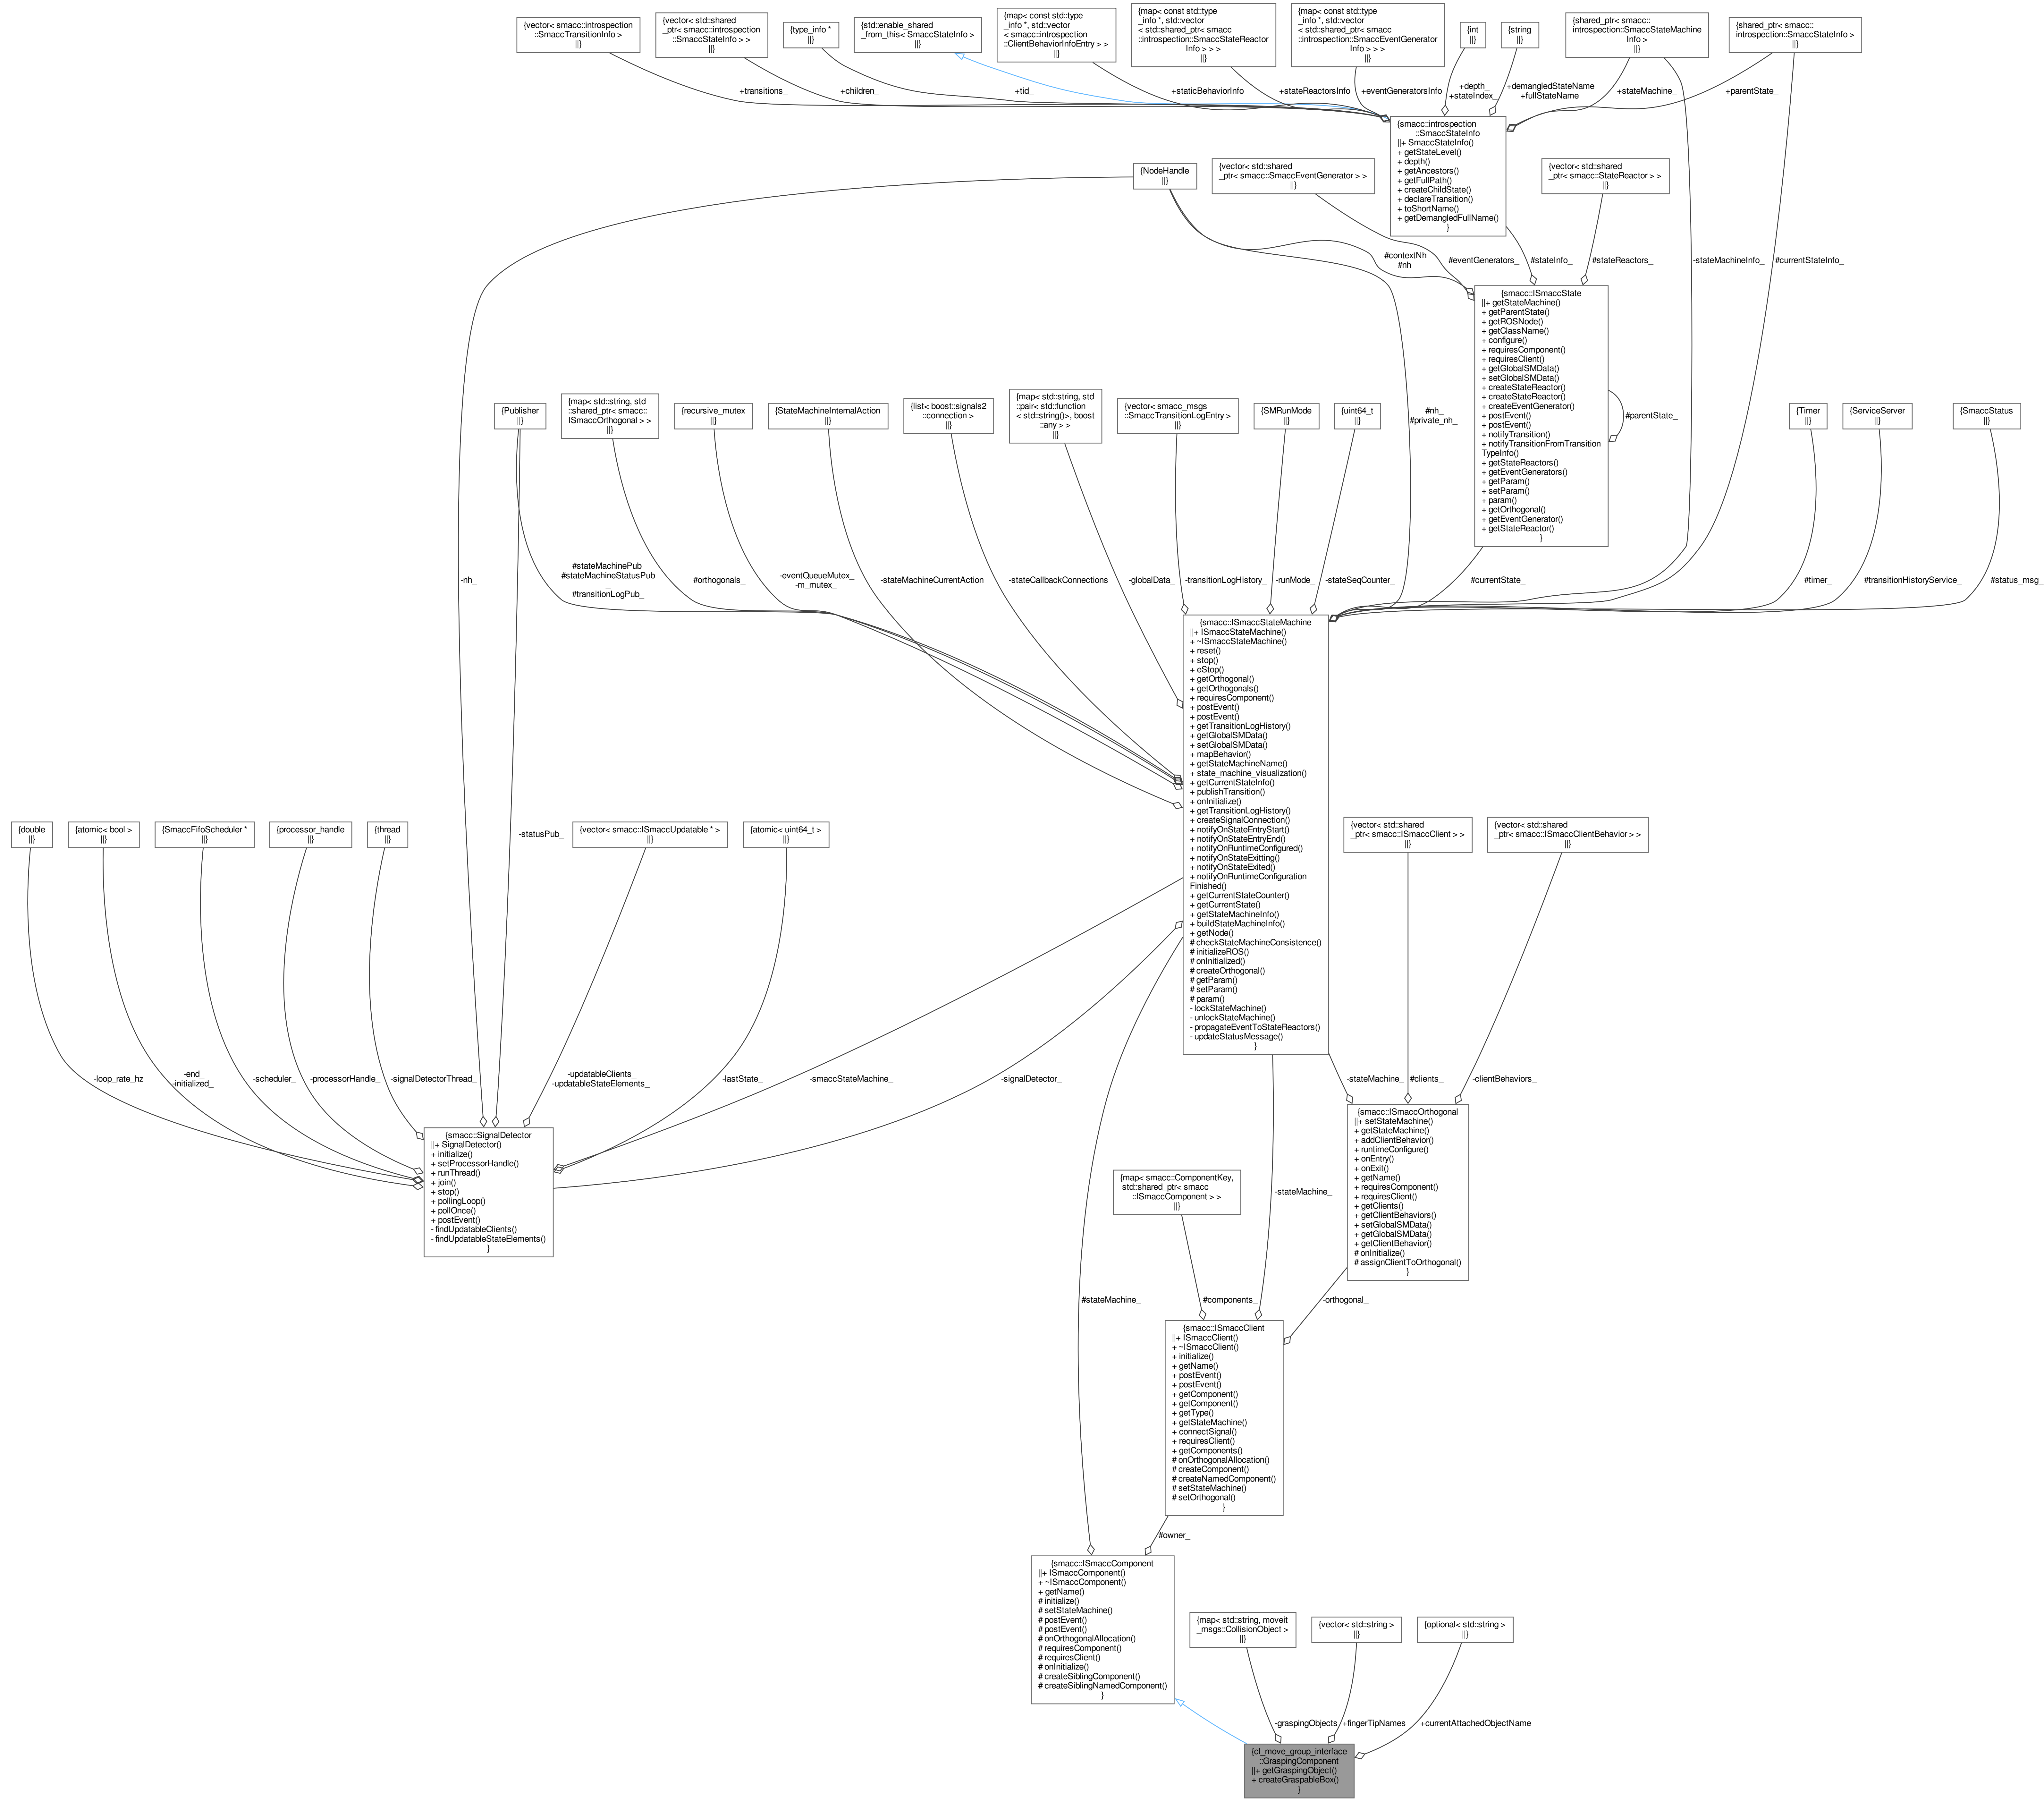 {vector< smacc::introspection
::SmaccTransitionInfo >
||}
{vector< std::shared
_ptr< smacc::introspection
::SmaccStateInfo > >
||}
{type_info *
||}
{std::enable_shared
_from_this< SmaccStateInfo >
||}
{map< const std::type
_info *, std::vector
< smacc::introspection
::ClientBehaviorInfoEntry > >
||}
{map< const std::type
_info *, std::vector
< std::shared_ptr< smacc
::introspection::SmaccStateReactor
Info > > >
||}
{map< const std::type
_info *, std::vector
< std::shared_ptr< smacc
::introspection::SmaccEventGenerator
Info > > >
||}
{int
||}
{string
||}
{shared_ptr< smacc::
introspection::SmaccStateMachine
Info >
||}
{shared_ptr< smacc::
introspection::SmaccStateInfo >
||}
+transitions_
+children_
+tid_
+staticBehaviorInfo
+stateReactorsInfo
+eventGeneratorsInfo
+depth_
+stateIndex_
+demangledStateName
+fullStateName
+stateMachine_
+parentState_
{smacc::introspection
::SmaccStateInfo
||+ SmaccStateInfo()
+ getStateLevel()
+ depth()
+ getAncestors()
+ getFullPath()
+ createChildState()
+ declareTransition()
+ toShortName()
+ getDemangledFullName()
}
{NodeHandle
||}
{vector< std::shared
_ptr< smacc::SmaccEventGenerator > >
||}
{vector< std::shared
_ptr< smacc::StateReactor > >
||}
#contextNh
#nh
#eventGenerators_
#stateInfo_
#stateReactors_
-stateMachineInfo_
#currentStateInfo_
{smacc::ISmaccState
||+ getStateMachine()
+ getParentState()
+ getROSNode()
+ getClassName()
+ configure()
+ requiresComponent()
+ requiresClient()
+ getGlobalSMData()
+ setGlobalSMData()
+ createStateReactor()
+ createStateReactor()
+ createEventGenerator()
+ postEvent()
+ postEvent()
+ notifyTransition()
+ notifyTransitionFromTransition
TypeInfo()
+ getStateReactors()
+ getEventGenerators()
+ getParam()
+ setParam()
+ param()
+ getOrthogonal()
+ getEventGenerator()
+ getStateReactor()
}
#parentState_
{Publisher
||}
{map< std::string, std
::shared_ptr< smacc::
ISmaccOrthogonal > >
||}
{recursive_mutex
||}
{StateMachineInternalAction
||}
{list< boost::signals2
::connection >
||}
{map< std::string, std
::pair< std::function
< std::string()>, boost
::any > >
||}
{vector< smacc_msgs
::SmaccTransitionLogEntry >
||}
{SMRunMode
||}
{uint64_t
||}
#nh_
#private_nh_
{Timer
||}
{ServiceServer
||}
{SmaccStatus
||}
-nh_
#stateMachinePub_
#stateMachineStatusPub
_
#transitionLogPub_
#orthogonals_
-eventQueueMutex_
-m_mutex_
-stateMachineCurrentAction
-stateCallbackConnections
-globalData_
-transitionLogHistory_
-runMode_
-stateSeqCounter_
#currentState_
#timer_
#transitionHistoryService_
#status_msg_
{smacc::ISmaccStateMachine
||+ ISmaccStateMachine()
+ ~ISmaccStateMachine()
+ reset()
+ stop()
+ eStop()
+ getOrthogonal()
+ getOrthogonals()
+ requiresComponent()
+ postEvent()
+ postEvent()
+ getTransitionLogHistory()
+ getGlobalSMData()
+ setGlobalSMData()
+ mapBehavior()
+ getStateMachineName()
+ state_machine_visualization()
+ getCurrentStateInfo()
+ publishTransition()
+ onInitialize()
+ getTransitionLogHistory()
+ createSignalConnection()
+ notifyOnStateEntryStart()
+ notifyOnStateEntryEnd()
+ notifyOnRuntimeConfigured()
+ notifyOnStateExitting()
+ notifyOnStateExited()
+ notifyOnRuntimeConfiguration
Finished()
+ getCurrentStateCounter()
+ getCurrentState()
+ getStateMachineInfo()
+ buildStateMachineInfo()
+ getNode()
# checkStateMachineConsistence()
# initializeROS()
# onInitialized()
# createOrthogonal()
# getParam()
# setParam()
# param()
- lockStateMachine()
- unlockStateMachine()
- propagateEventToStateReactors()
- updateStatusMessage()
}
{double
||}
{atomic< bool >
||}
{SmaccFifoScheduler *
||}
{processor_handle
||}
{thread
||}
-statusPub_
{vector< smacc::ISmaccUpdatable * >
||}
{atomic< uint64_t >
||}
{vector< std::shared
_ptr< smacc::ISmaccClient > >
||}
{vector< std::shared
_ptr< smacc::ISmaccClientBehavior > >
||}
-loop_rate_hz
-end_
-initialized_
-scheduler_
-processorHandle_
-signalDetectorThread_
-updatableClients_
-updatableStateElements_
-lastState_
-smaccStateMachine_
-signalDetector_
-stateMachine_
#clients_
-clientBehaviors_
{smacc::SignalDetector
||+ SignalDetector()
+ initialize()
+ setProcessorHandle()
+ runThread()
+ join()
+ stop()
+ pollingLoop()
+ pollOnce()
+ postEvent()
- findUpdatableClients()
- findUpdatableStateElements()
}
{smacc::ISmaccOrthogonal
||+ setStateMachine()
+ getStateMachine()
+ addClientBehavior()
+ runtimeConfigure()
+ onEntry()
+ onExit()
+ getName()
+ requiresComponent()
+ requiresClient()
+ getClients()
+ getClientBehaviors()
+ setGlobalSMData()
+ getGlobalSMData()
+ getClientBehavior()
# onInitialize()
# assignClientToOrthogonal()
}
{map< smacc::ComponentKey,
std::shared_ptr< smacc
::ISmaccComponent > >
||}
-stateMachine_
#stateMachine_
#components_
-orthogonal_
{smacc::ISmaccClient
||+ ISmaccClient()
+ ~ISmaccClient()
+ initialize()
+ getName()
+ postEvent()
+ postEvent()
+ getComponent()
+ getComponent()
+ getType()
+ getStateMachine()
+ connectSignal()
+ requiresClient()
+ getComponents()
# onOrthogonalAllocation()
# createComponent()
# createNamedComponent()
# setStateMachine()
# setOrthogonal()
}
#owner_
{smacc::ISmaccComponent
||+ ISmaccComponent()
+ ~ISmaccComponent()
+ getName()
# initialize()
# setStateMachine()
# postEvent()
# postEvent()
# onOrthogonalAllocation()
# requiresComponent()
# requiresClient()
# onInitialize()
# createSiblingComponent()
# createSiblingNamedComponent()
}
{map< std::string, moveit
_msgs::CollisionObject >
||}
{vector< std::string >
||}
{optional< std::string >
||}
-graspingObjects
+fingerTipNames
+currentAttachedObjectName
{cl_move_group_interface
::GraspingComponent
||+ getGraspingObject()
+ createGraspableBox()
}